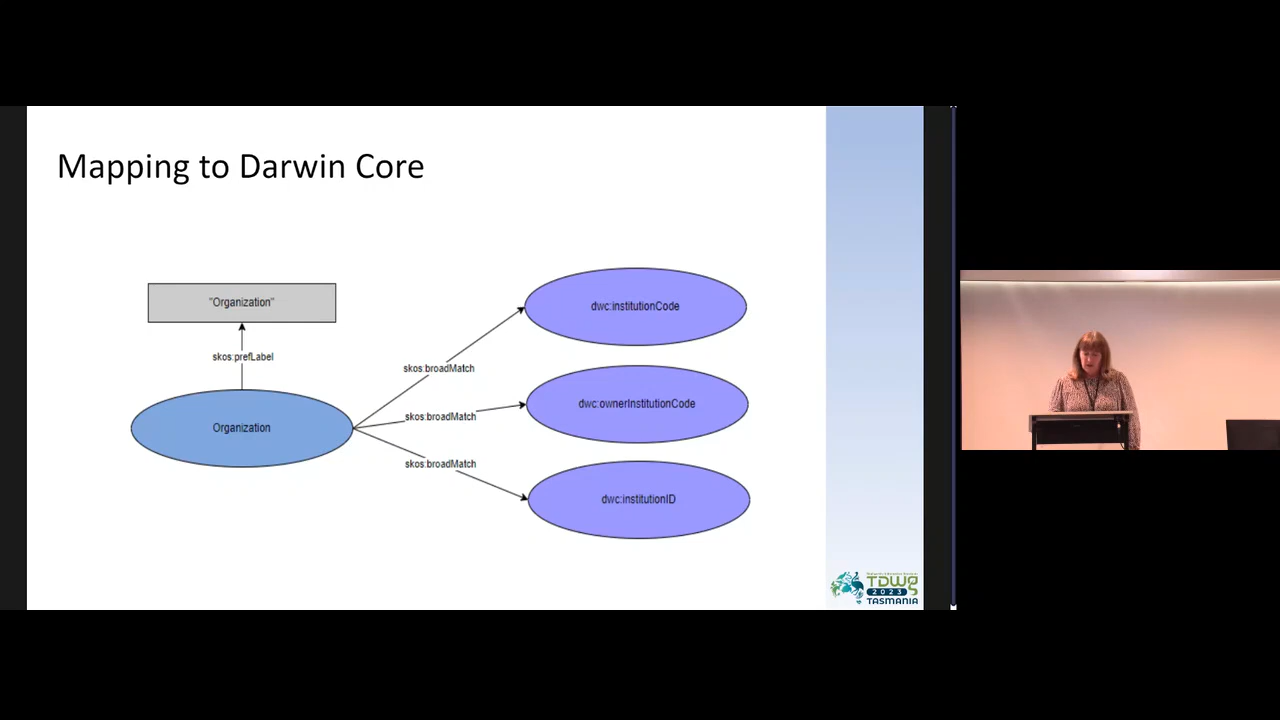 Mapping to Darwin Core
"Organization"
skos:prefLabel
Organization
skos:broadMatch
skos:broadMatch
skos:broadMatch
dwc:institutionCode
dwc:ownerInstitutionCode
dwc:institutionID
TDWG
2023
TASMANIA